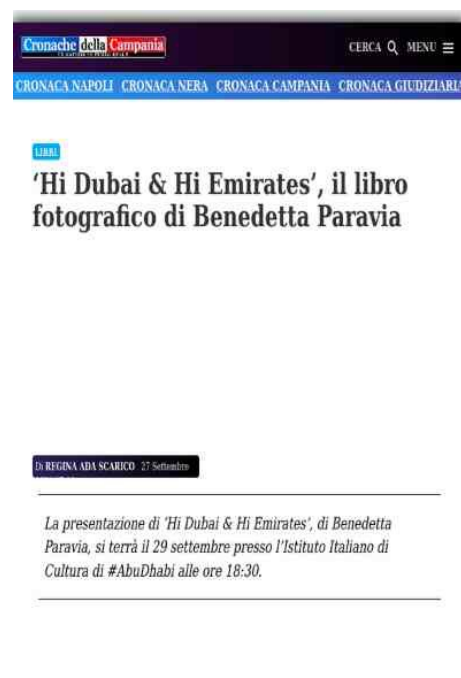 Cronache della Campania
CERCA MENU
CRONACA NAPOLI CRONACA NERA CRONACA CAMPANIA CRONACA GIUDIZIARI
LIBRI
‘Hi Dubai & Hi Emirates’, il libro
fotografico di Benedetta Paravia
Di REGINA ADA SCARICO 27 Settembre
La presentazione di ‘Hi Dubai & Hi Emirates’, di Benedetta
Paravia, si terrà il 29 settembre presso l’Istituto Italiano di
Cultura di #AbuDhabi alle ore 18:30.